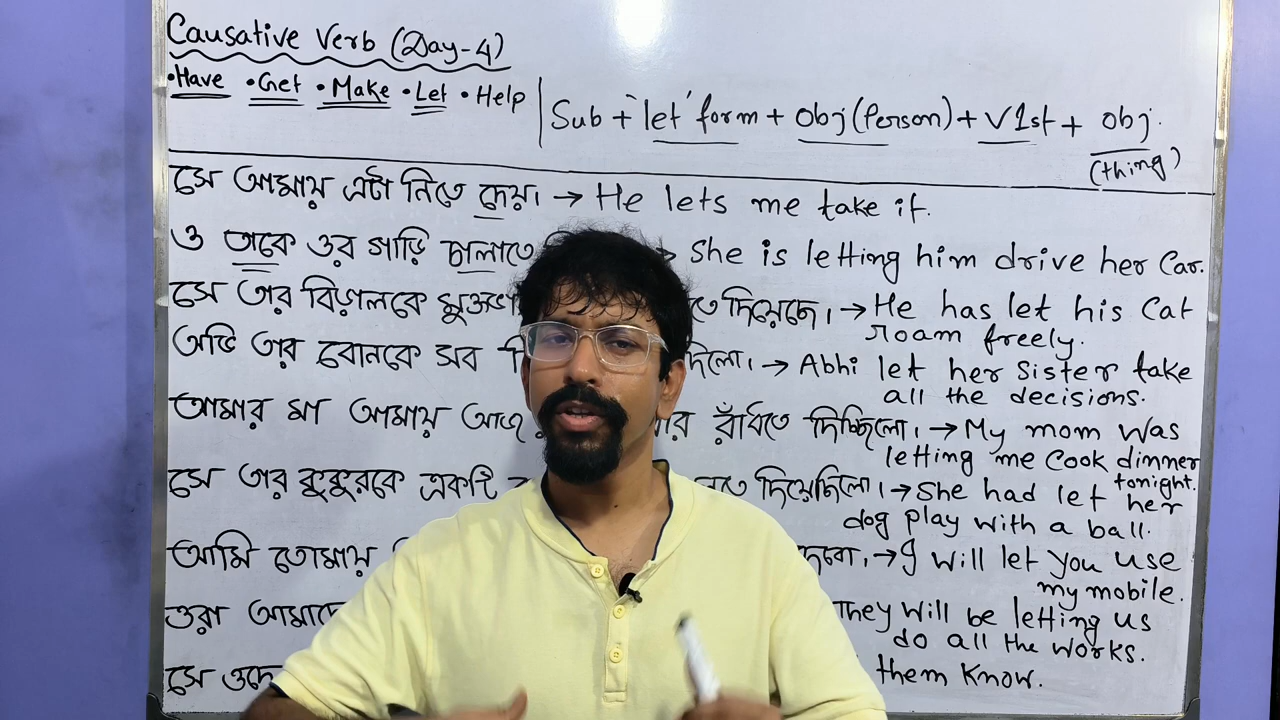 Causative Verb (Day-4)
•Have •Get •Make •Let •Help
Sub + 'let' form + obj (Person) + V1st + obj. (thing)
সে আমায় এটা নিতে দেয়। → He lets me take it.
ও তাকে ওর গাড়ি চালাতে → She is letting him drive her Car.
সে তার বিড়ালকে তে দিয়েছে। → He has let his Cat
roam freely.
অভি তার বোনকে সব দিলো। → Abhi let her Sister take
all the decisions.
আমার মা আমায় আজ রাঁধতে দিচ্ছিলো। → My mom was
letting me Cook dinner
tonight.
সে তার কুকুরকে একটি দিয়েছিলো। → She had let her
dog play with a ball.
আমি তোমায় দেবো। → I will let you use
my mobile.
ওরা They will be letting us
do all the works.
সে them know.